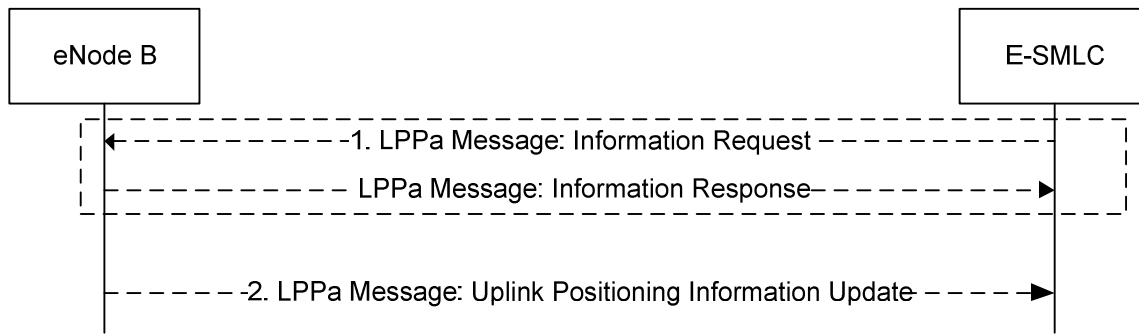 eNode B
E-SMLC
1. LPPa Message: Information Request
LPPa Message: Information Response
2. LPPa Message: Uplink Positioning Information Update